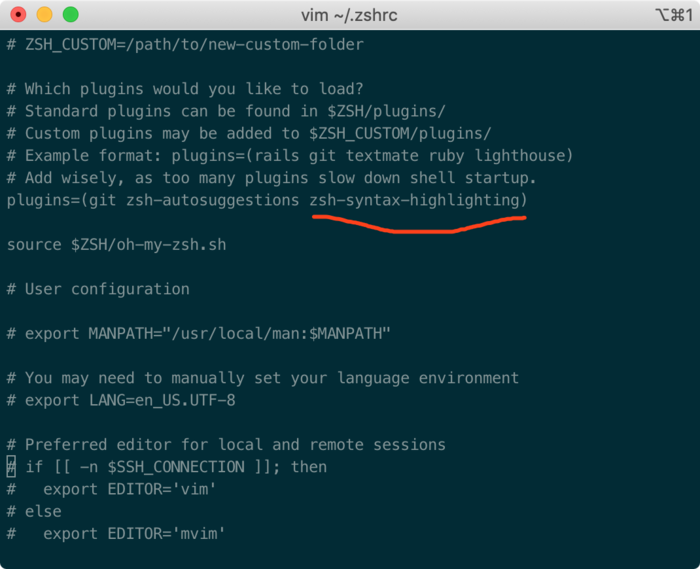 vim ~/.zshrc
⌥⌘1
# ZSH_CUSTOM=/path/to/new-custom-folder
# Which plugins would you like to load?
# Standard plugins can be found in $ZSH/plugins/
# Custom plugins may be added to $ZSH_CUSTOM/plugins/
# Example format: plugins=(rails git textmate ruby lighthouse)
# Add wisely, as too many plugins slow down shell startup.
plugins=(git zsh-autosuggestions zsh-syntax-highlighting)
source $ZSH/oh-my-zsh.sh
# User configuration
# export MANPATH="/usr/local/man:$MANPATH"
# You may need to manually set your language environment
# export LANG=en_US.UTF-8
# Preferred editor for local and remote sessions
# if [[ -n $SSH_CONNECTION ]]; then
#   export EDITOR='vim'
# else
#   export EDITOR='mvim'